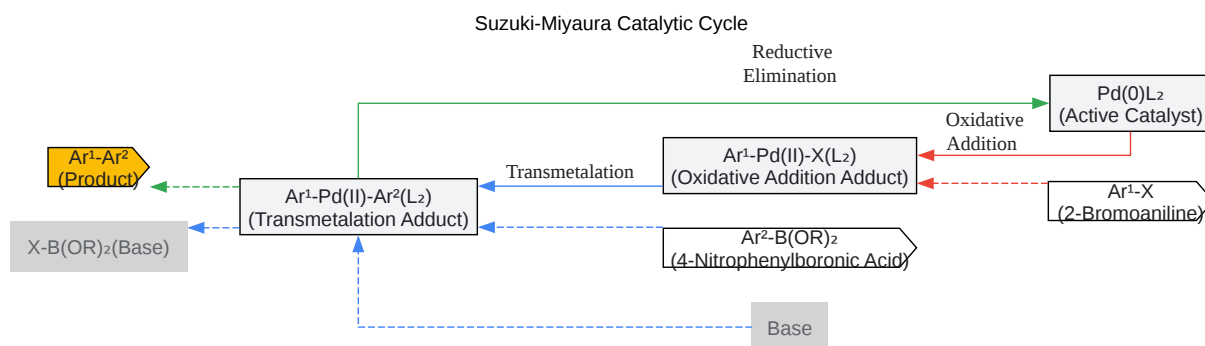 Suzuki-Miyaura Catalytic Cycle
Reductive
Elimination
Pd(0)L₂
(Active Catalyst)
Oxidative
Addition
Ar¹-Ar²
(Product)
Ar¹-Pd(II)-X(L₂)
(Oxidative Addition Adduct)
Transmetalation
Ar¹-Pd(II)-Ar²(L₂)
(Transmetalation Adduct)
Ar¹-X
(2-Bromoaniline)
X-B(OR)₂(Base)
Ar²-B(OR)₂
(4-Nitrophenylboronic Acid)
Base